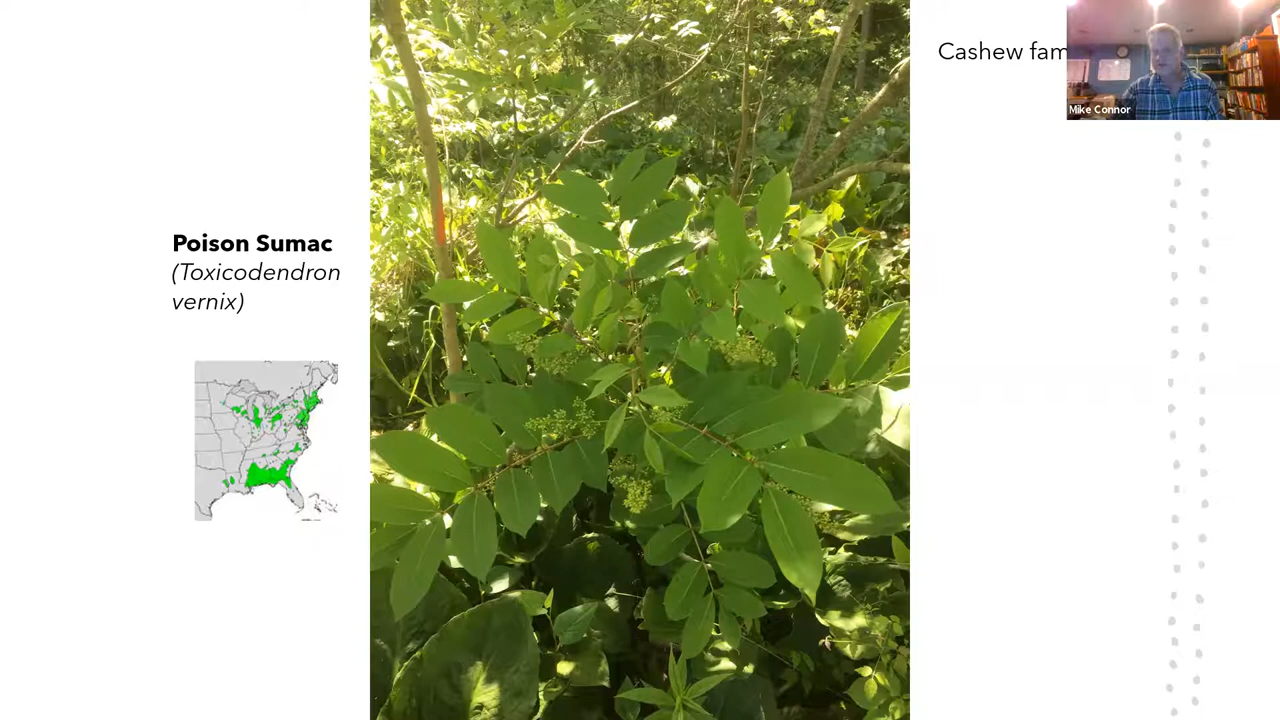 Cashew fam
Mike Connor
Poison Sumac
(Toxicodendron
vernix)